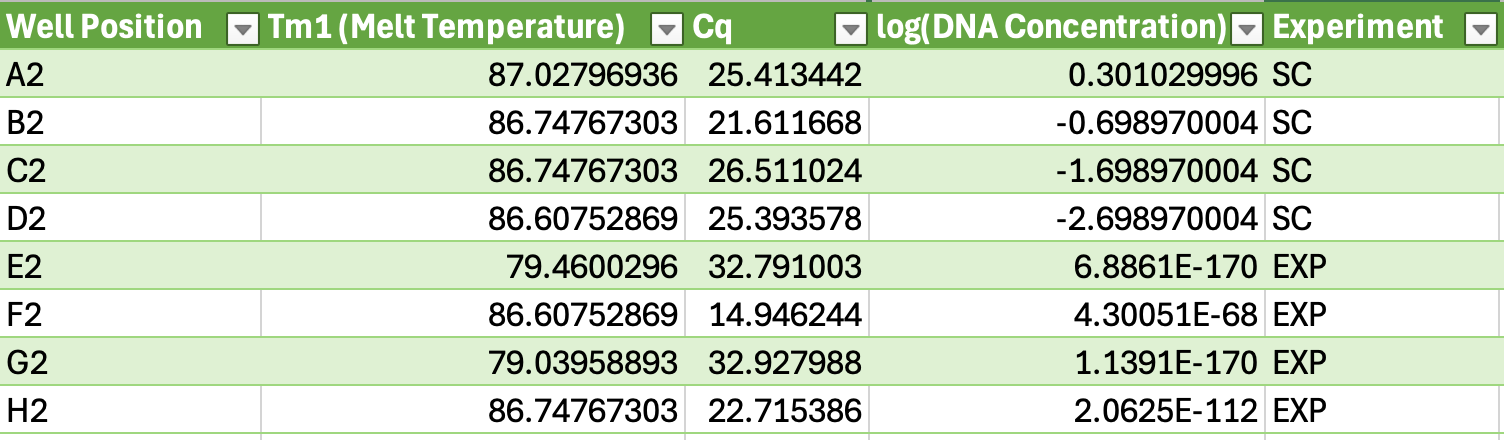 Well Position Tm1 (Melt Temperature) Cq log(DNA Concentration) Experiment
A2 87.02796936 25.413442 0.301029996 SC
B2 86.74767303 21.611668 -0.698970004 SC
C2 86.74767303 26.511024 -1.698970004 SC
D2 86.60752869 25.393578 -2.698970004 SC
E2 79.4600296 32.791003 6.8861E-170 EXP
F2 86.60752869 14.946244 4.30051E-68 EXP
G2 79.03958893 32.927988 1.1391E-170 EXP
H2 86.74767303 22.715386 2.0625E-112 EXP